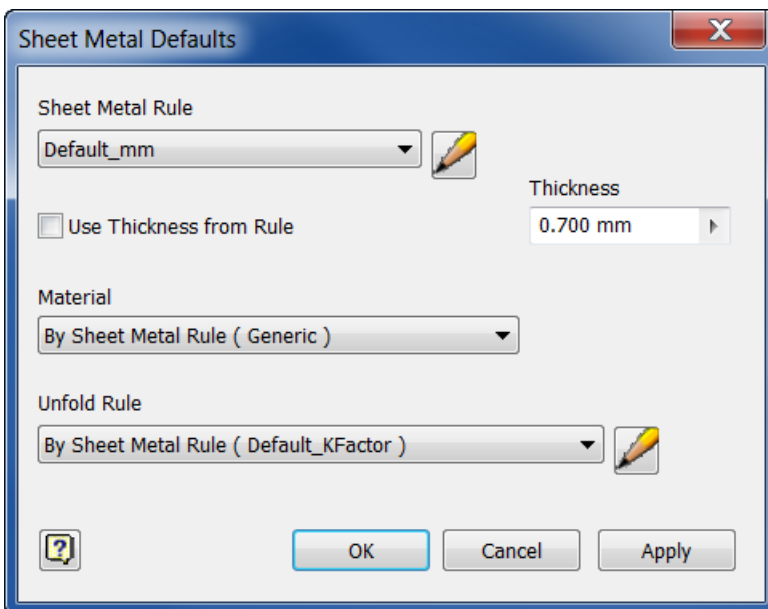 Sheet Metal Defaults
Sheet Metal Rule
Default_mm
Thickness
Use Thickness from Rule
0.700 mm
Material
By Sheet Metal Rule ( Generic )
Unfold Rule
By Sheet Metal Rule ( Default_KFactor )
OK Cancel Apply